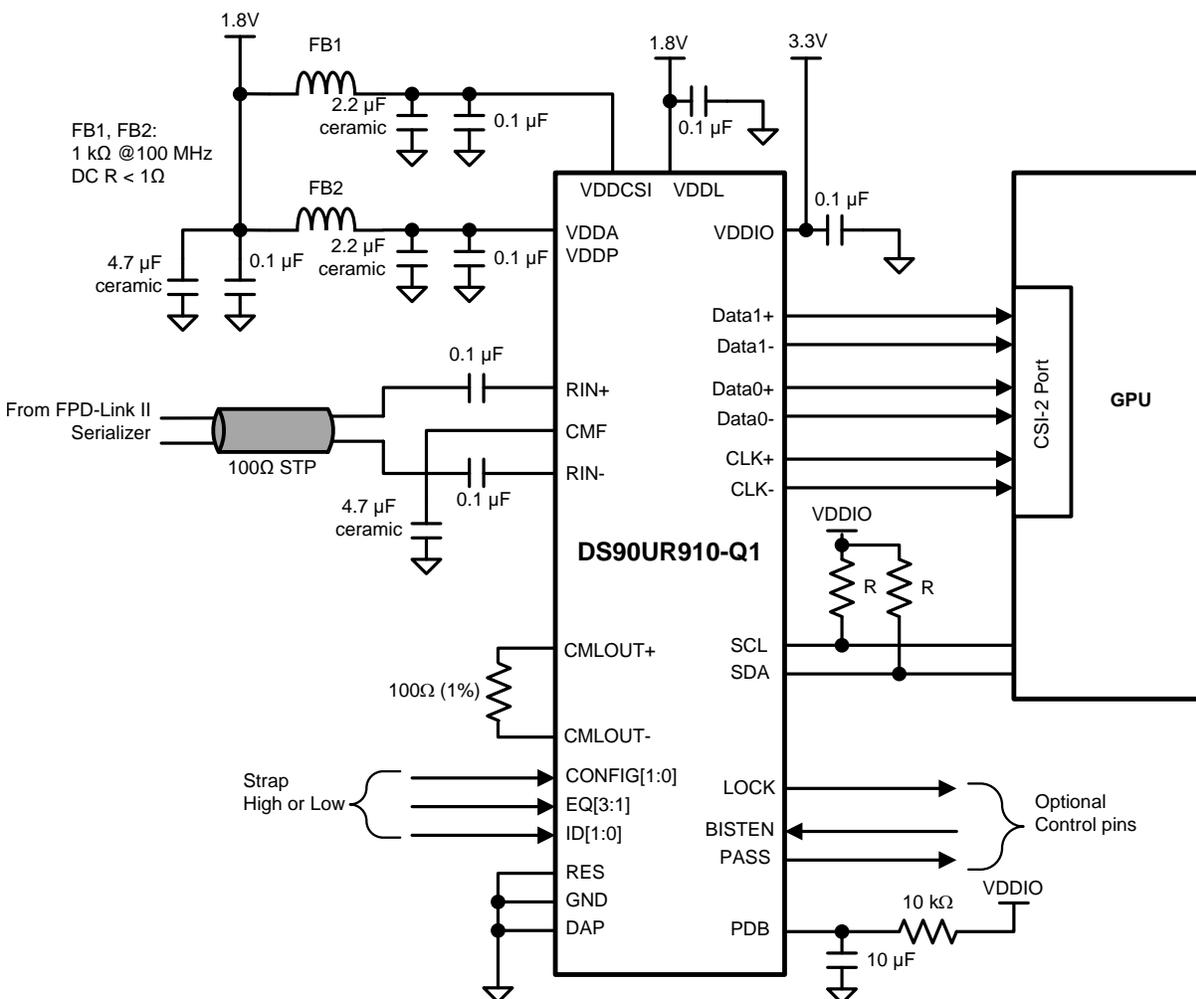 1.8V
FB1
2.2 µF
ceramic
0.1 µF
FB1, FB2:
1 kΩ @100 MHz
DC R < 1Ω
FB2
2.2 µF
ceramic
0.1 µF
4.7 µF
ceramic
0.1 µF
1.8V
0.1 µF
3.3V
0.1 µF
VDDCSI
VDDL
VDDA
VDDP
VDDIO
From FPD-Link II
Serializer
100Ω STP
0.1 µF
0.1 µF
4.7 µF
ceramic
RIN+
CMF
RIN-
Data1+
Data1-
Data0+
Data0-
CLK+
CLK-
CSI-2 Port
GPU
DS90UR910-Q1
VDDIO
R
R
SCL
SDA
CMLOUT+
100Ω (1%)
CMLOUT-
Strap
High or Low
CONFIG[1:0]
EQ[3:1]
ID[1:0]
LOCK
BISTEN
PASS
Optional
Control pins
RES
GND
DAP
PDB
10 kΩ
VDDIO
10 µF